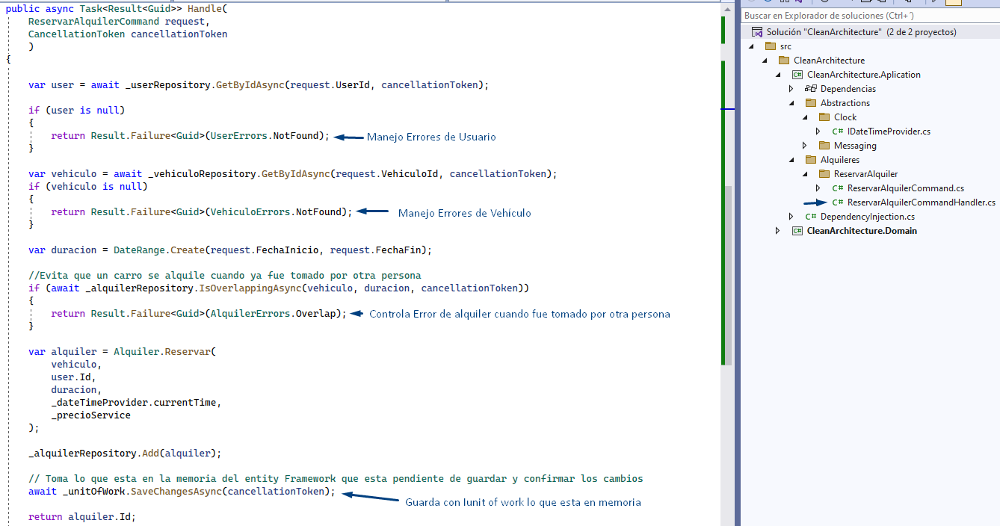 public async Task<Result<Guid>> Handle(
ReservarAlquilerCommand request,
CancellationToken cancellationToken
)
{
var user = await _userRepository.GetByIdAsync(request.UserId, cancellationToken);
if (user is null)
{
return Result.Failure<Guid>(UserErrors.NotFound);
Manejo Errores de Usuario
}
var vehiculo = await _vehiculoRepository.GetByIdAsync(request.VehiculoId, cancellationToken);
if (vehiculo is null)
{
return Result.Failure<Guid>(VehiculoErrors.NotFound);
Manejo Errores de Vehículo
}
var duracion = DateRange.Create(request.FechaInicio, request.FechaFin);
//Evita que un carro se alquile cuando ya fue tomado por otra persona
if (await _alquilerRepository.IsOverlappingAsync(vehiculo, duracion, cancellationToken))
{
return Result.Failure<Guid>(AlquilerErrors.Overlap);
Controla Error de alquiler cuando fue tomado por otra persona
}
var alquiler = Alquiler.Reservar(
vehiculo,
user.Id,
duracion,
_dateTimeProvider.currentTime,
_precioService
);
_alquilerRepository.Add(alquiler);
// Toma lo que esta en la memoria del entity Framework que esta pendiente de guardar y confirmar los cambios
await _unitOfWork.SaveChangesAsync(cancellationToken);
Guarda con Iunit of work lo que esta en memoria
return alquiler.Id;
Buscar en Explorador de soluciones (Ctrl+´)
Solución "CleanArchitecture" (2 de 2 proyectos)
src
CleanArchitecture
C# CleanArchitecture.Aplication
Dependencias
Abstractions
Clock
C# IDateTimeProvider.cs
Messaging
Alquileres
ReservarAlquiler
C# ReservarAlquilerCommand.cs
C# ReservarAlquilerCommandHandler.cs
C# DependencyInjection.cs
C# CleanArchitecture.Domain